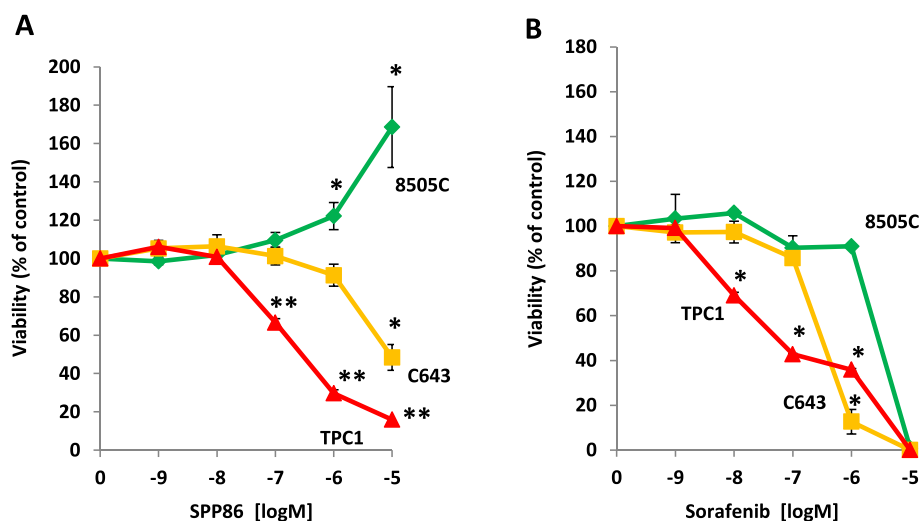 A
200
180
160
140
120
100
80
60
40
20
0
Viability (% of control)
0 -9 -8 -7 -6 -5
SPP86 [logM]
*
*
8505C
**
*
**
C643
**
TPC1
B
180
160
140
120
100
80
60
40
20
0
Viability (% of control)
0 -9 -8 -7 -6 -5
Sorafenib [logM]
8505C
*
TPC1
*
*
C643
*